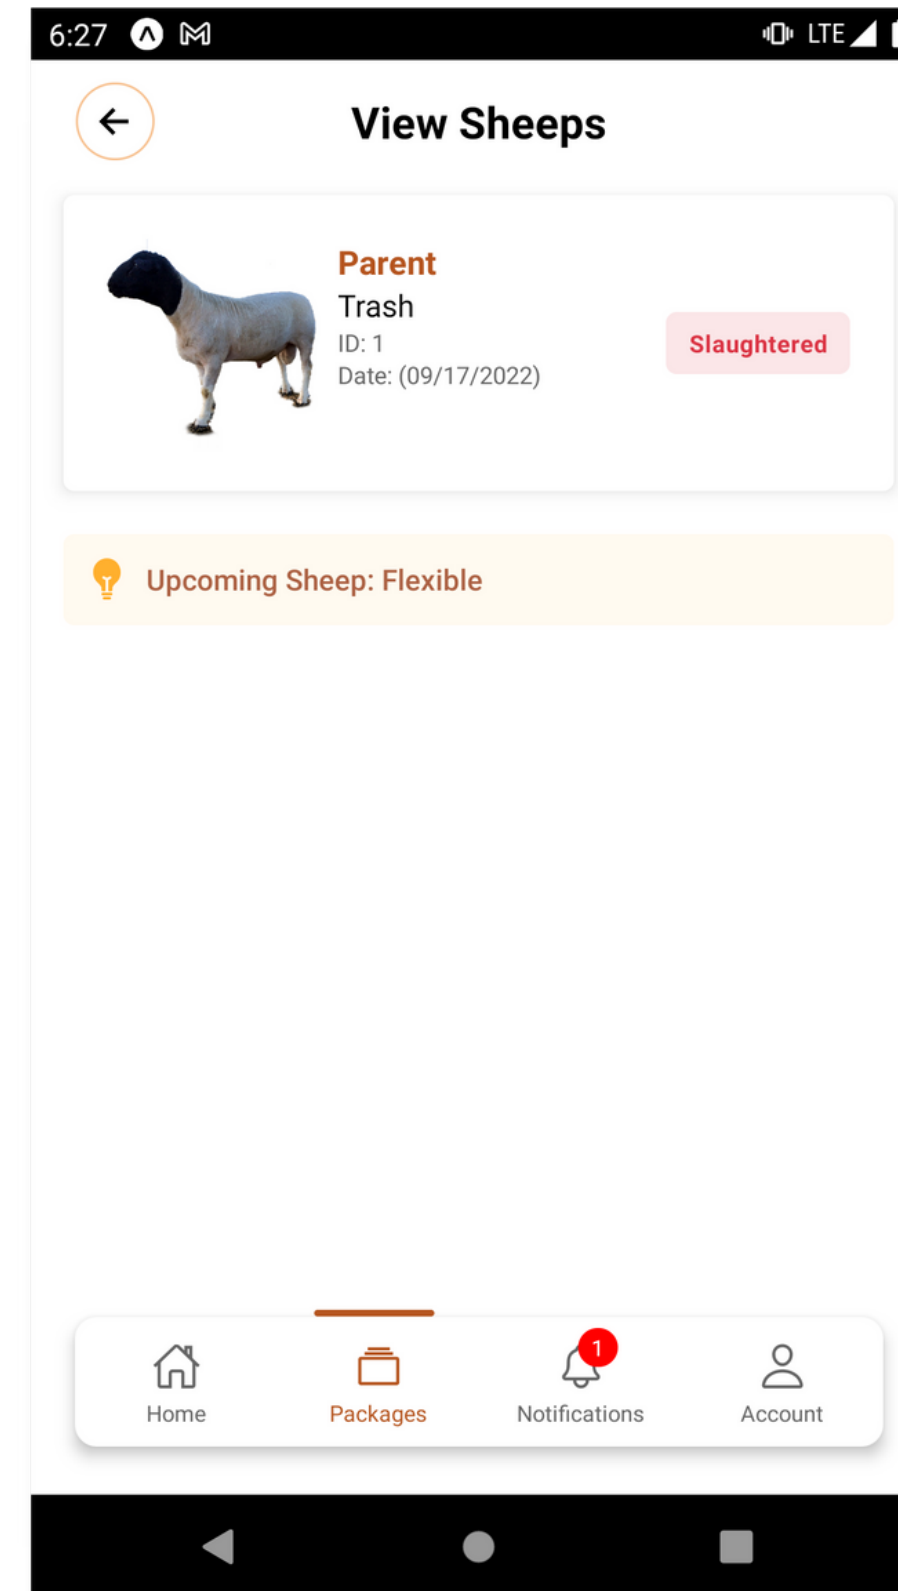 6:27 LTE
View Sheeps
Parent
Trash
ID: 1
Date: (09/17/2022)
Slaughtered
Upcoming Sheep: Flexible
1
Home Packages Notifications Account